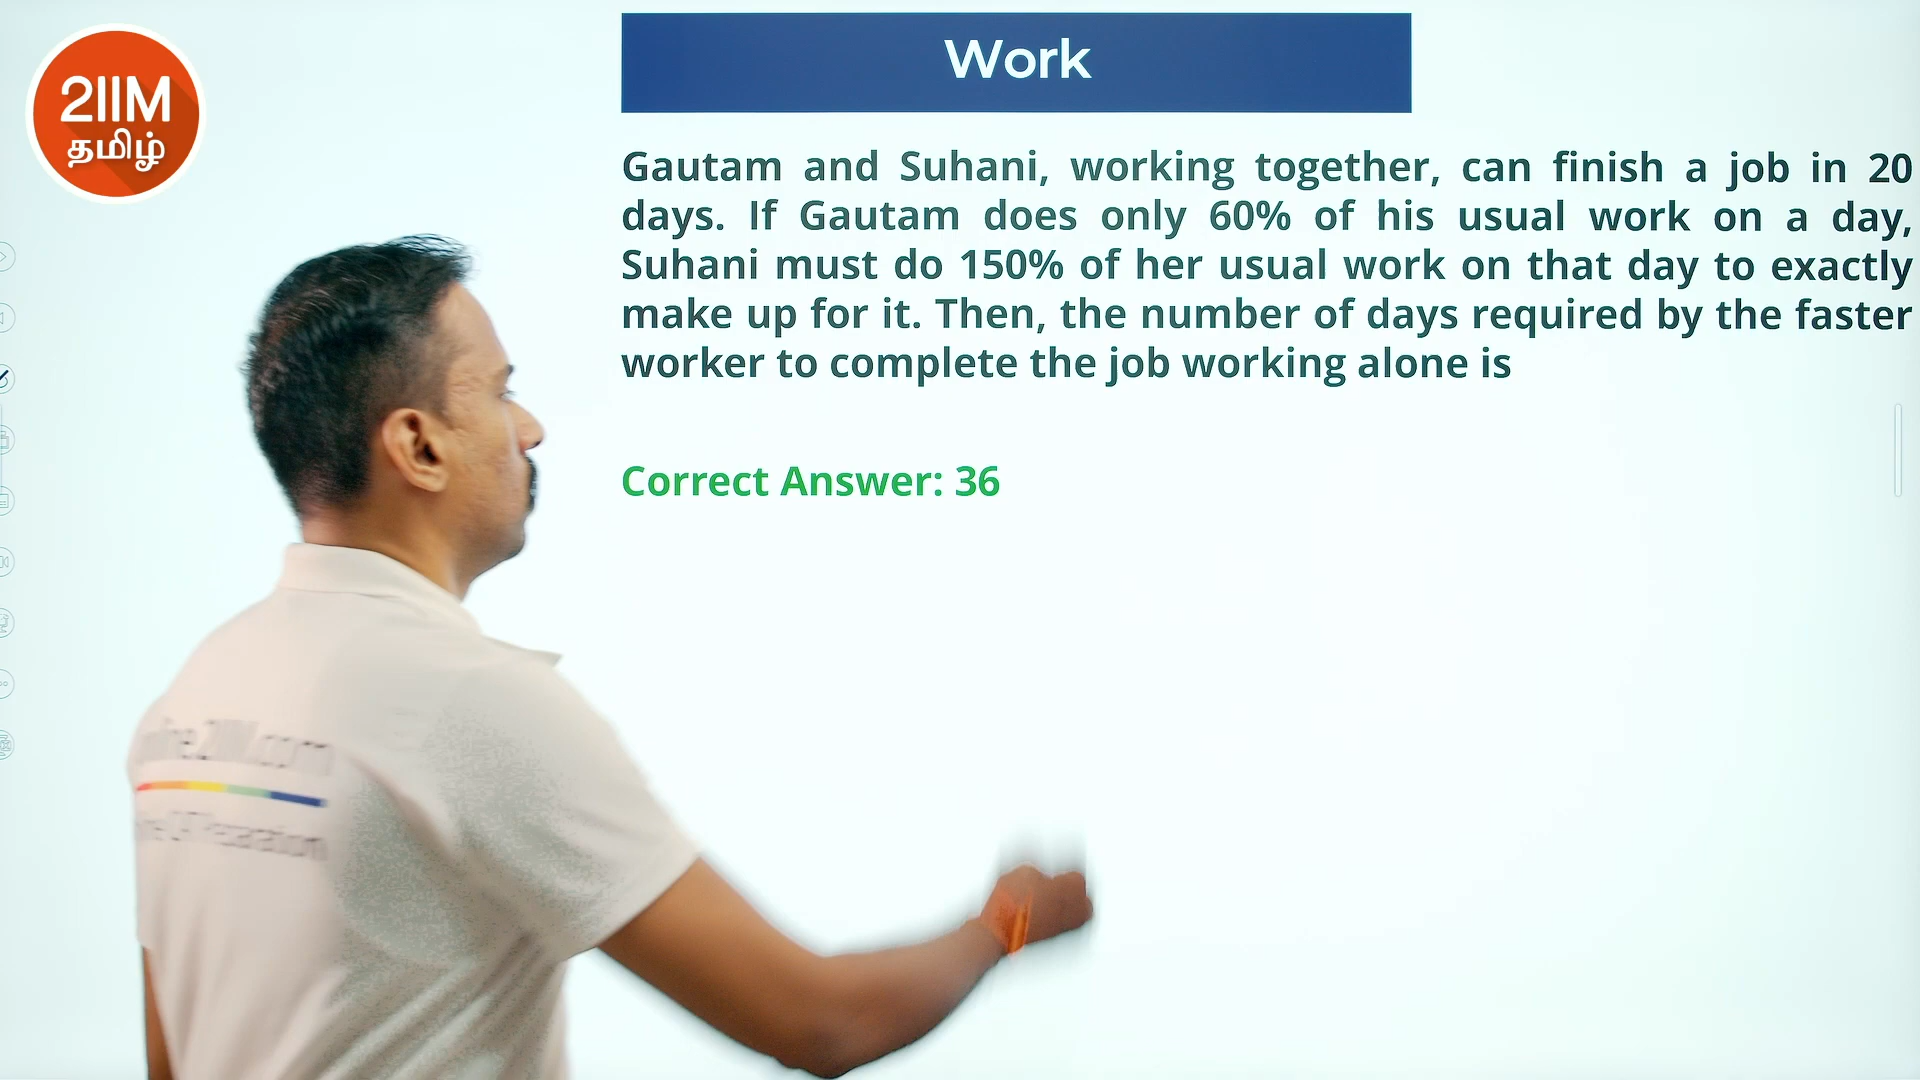 2IIM
தமிழ்
Work
Gautam and Suhani, working together, can finish a job in 20
days. If Gautam does only 60% of his usual work on a day,
Suhani must do 150% of her usual work on that day to exactly
make up for it. Then, the number of days required by the faster
worker to complete the job working alone is
Correct Answer: 36